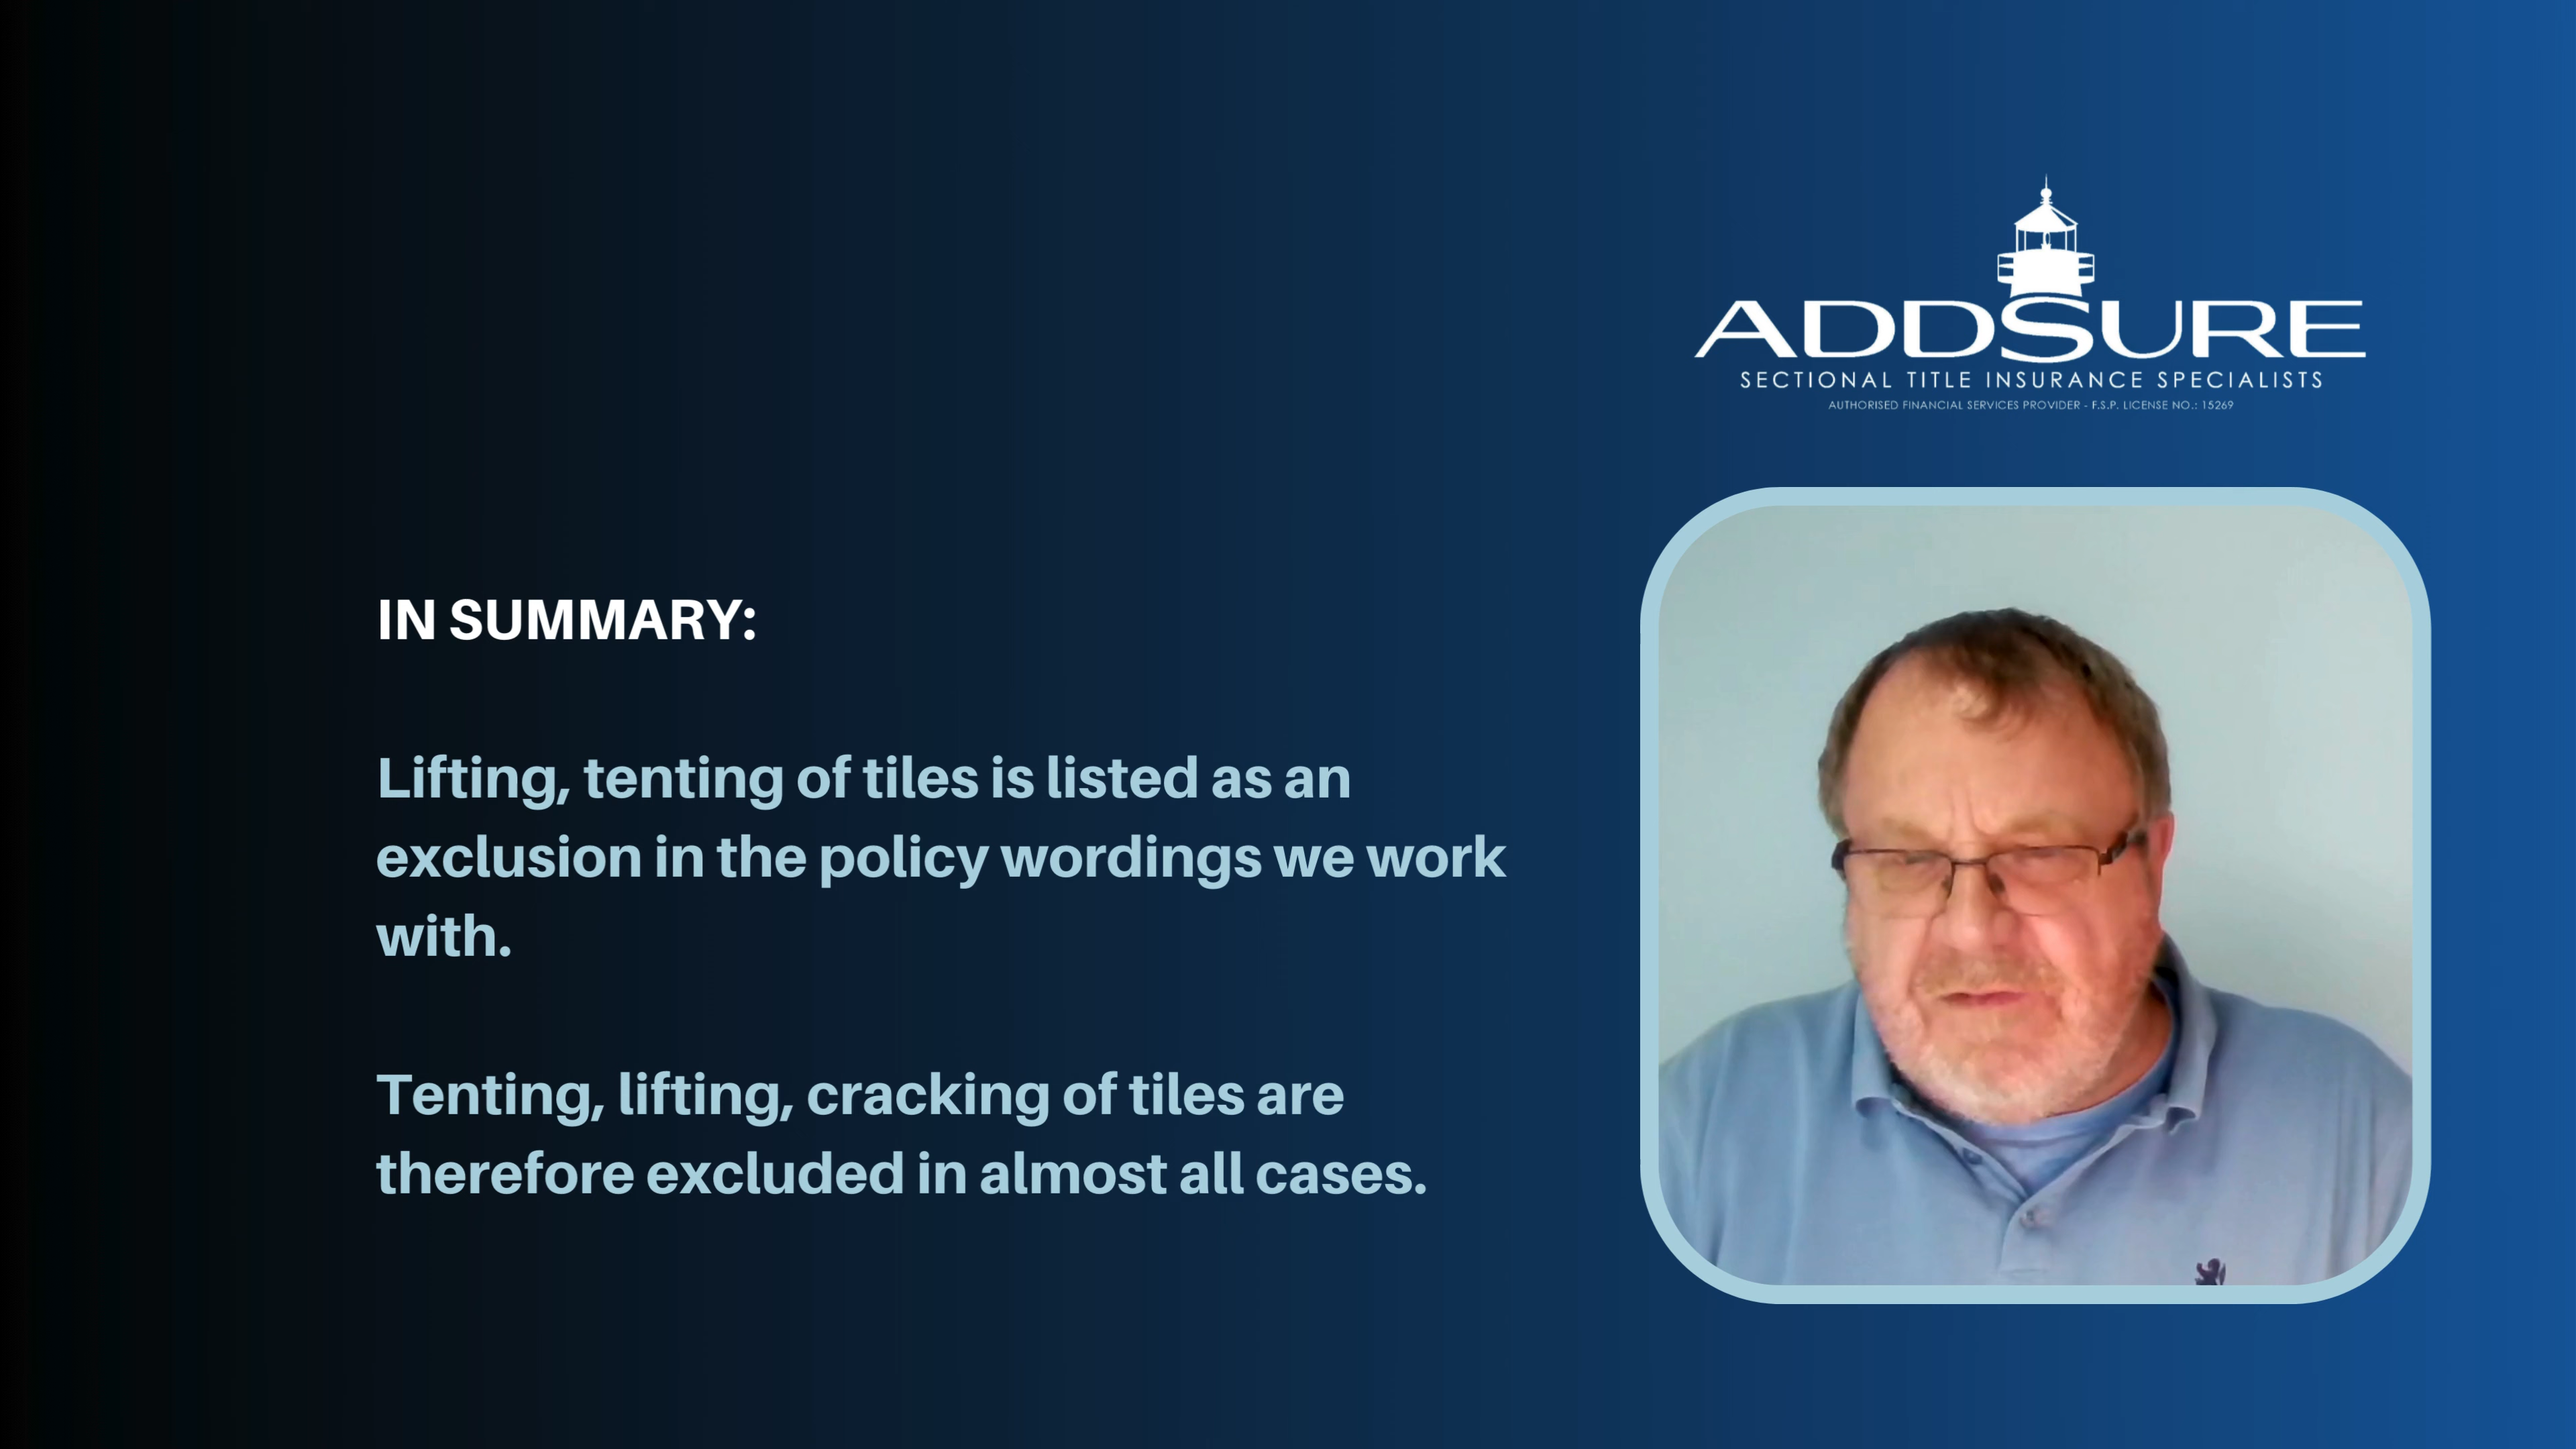 ADDSURE
SECTIONAL TITLE INSURANCE SPECIALISTS
AUTHORISED FINANCIAL SERVICES PROVIDER - F.S.P. LICENSE NO.: 15269
IN SUMMARY:
Lifting, tenting of tiles is listed as an
exclusion in the policy wordings we work
with.
Tenting, lifting, cracking of tiles are
therefore excluded in almost all cases.